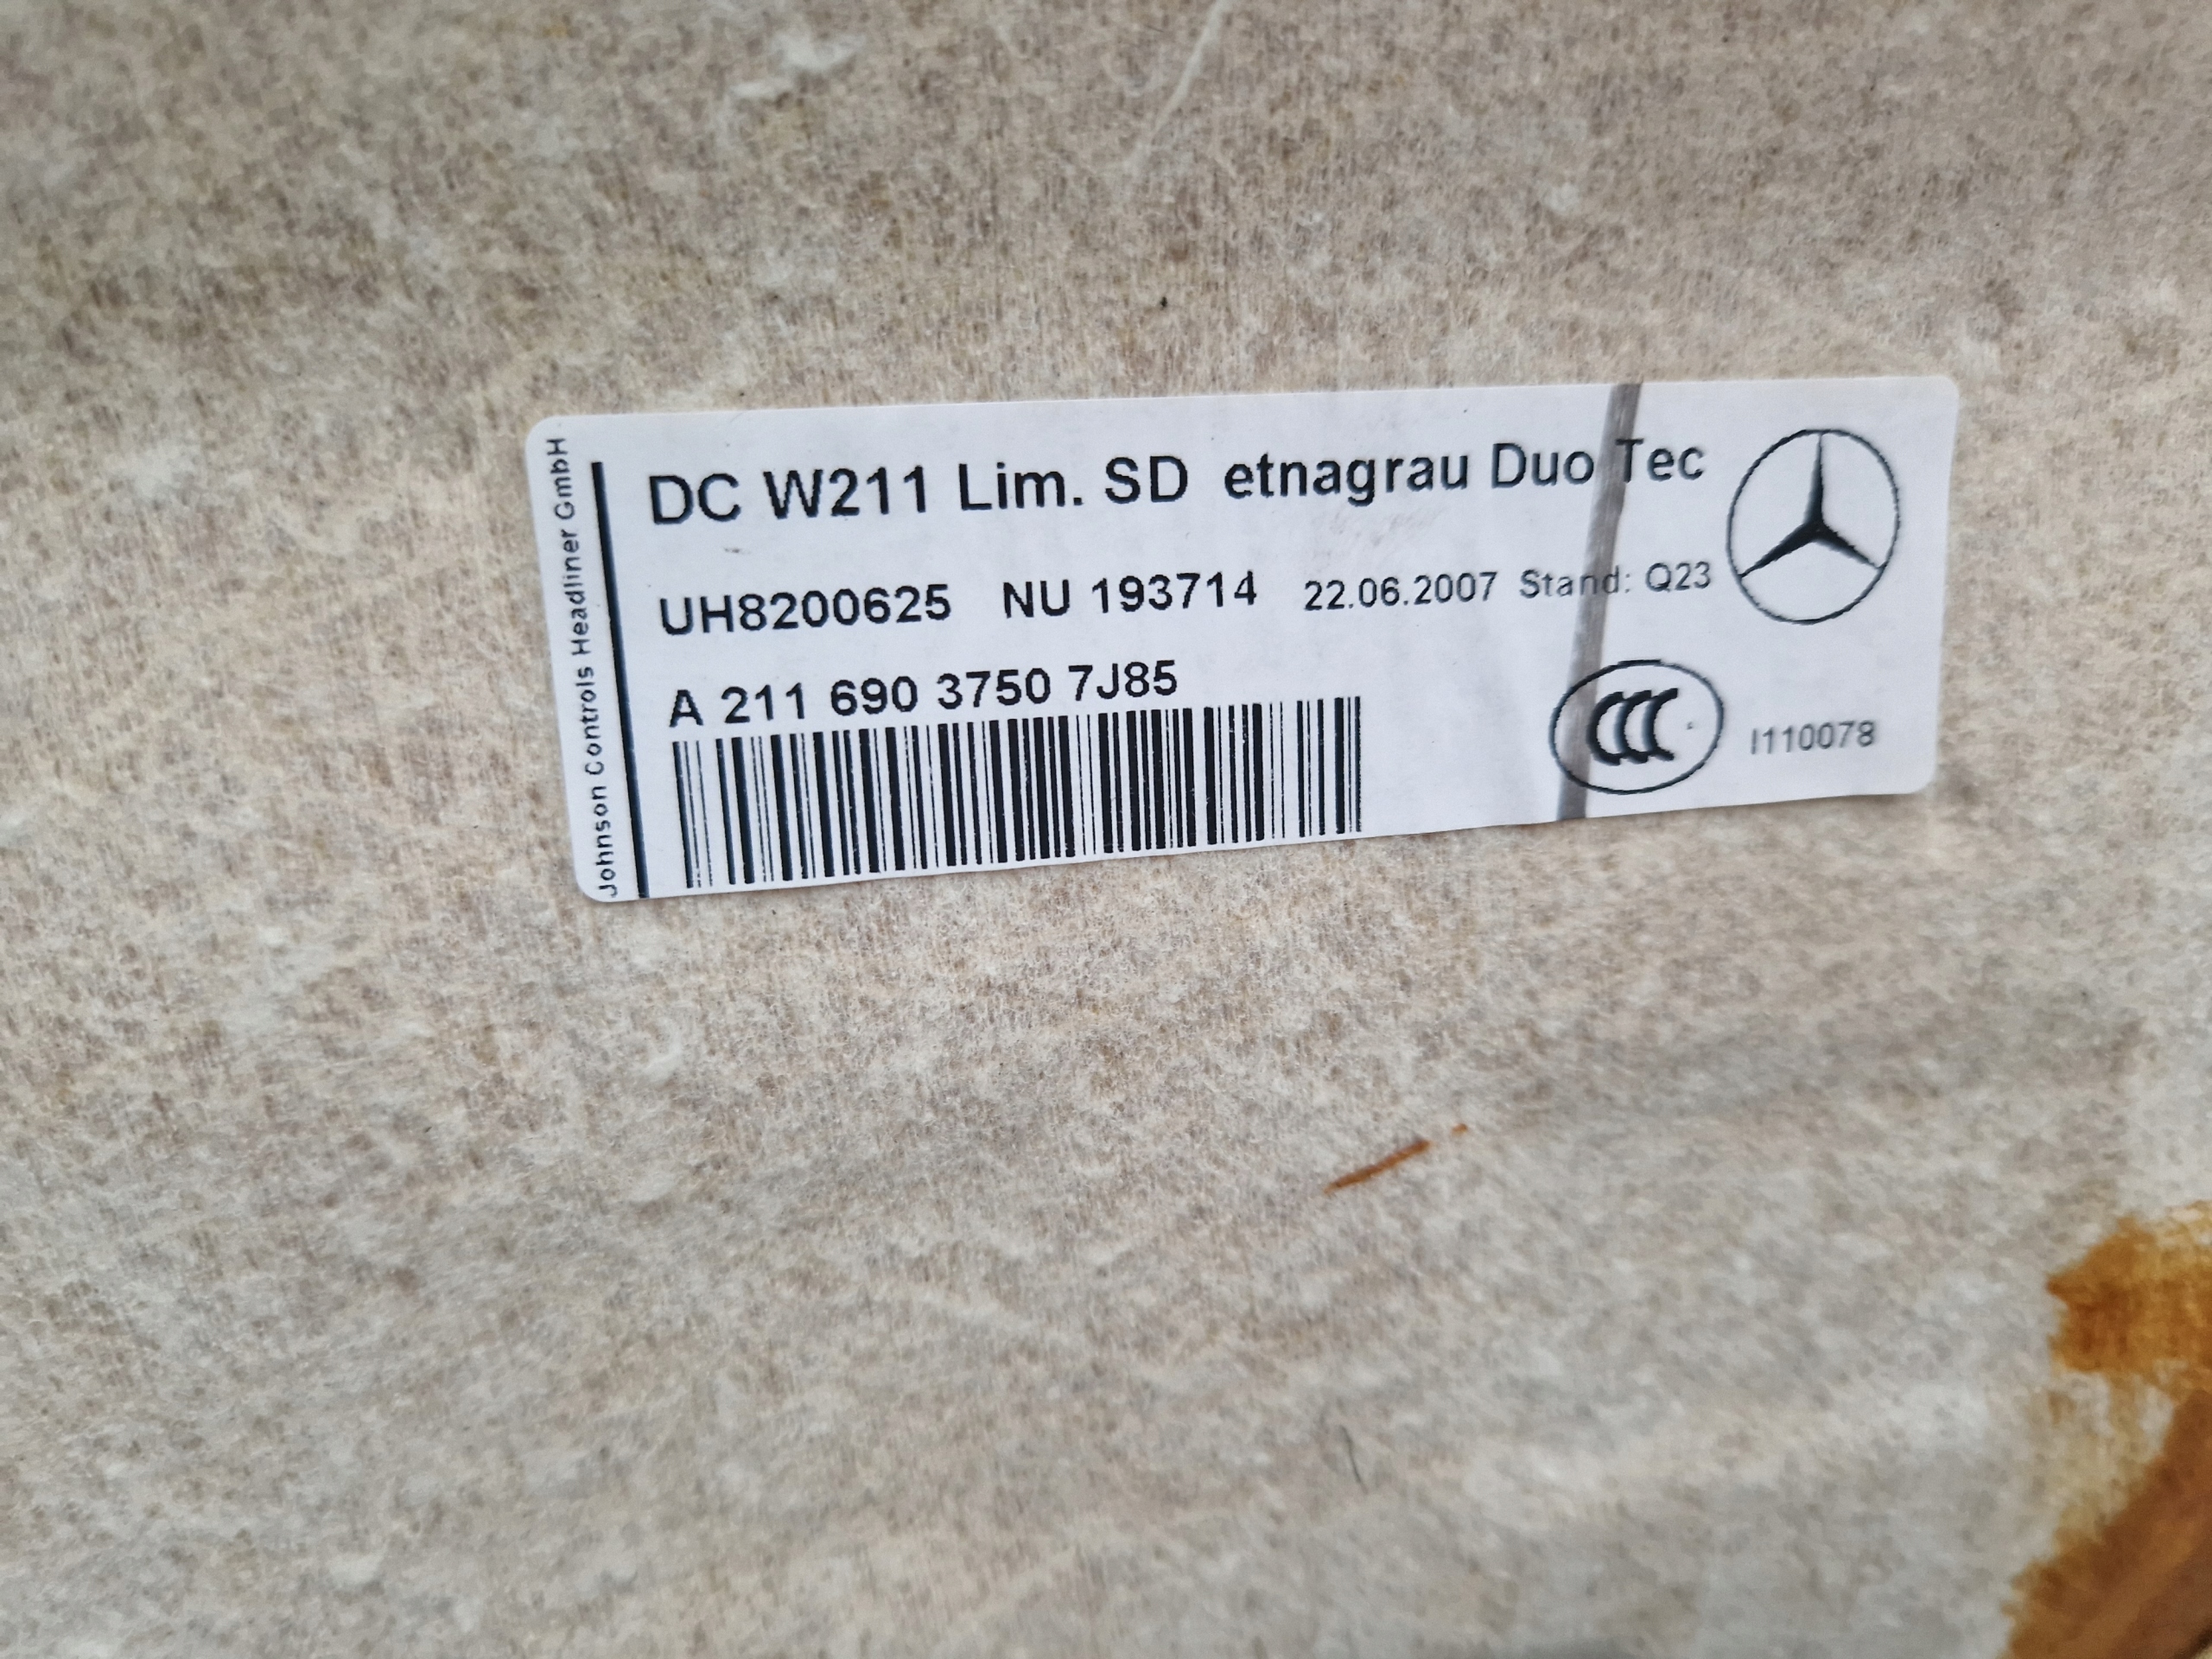 Johnson Controls Headliner GmbH
DC W211 Lim. SD etnagrau Duo Tec
UH8200625 NU 193714 22.06.2007 Stand: Q23
A 211 690 3750 7J85
CCC I110078